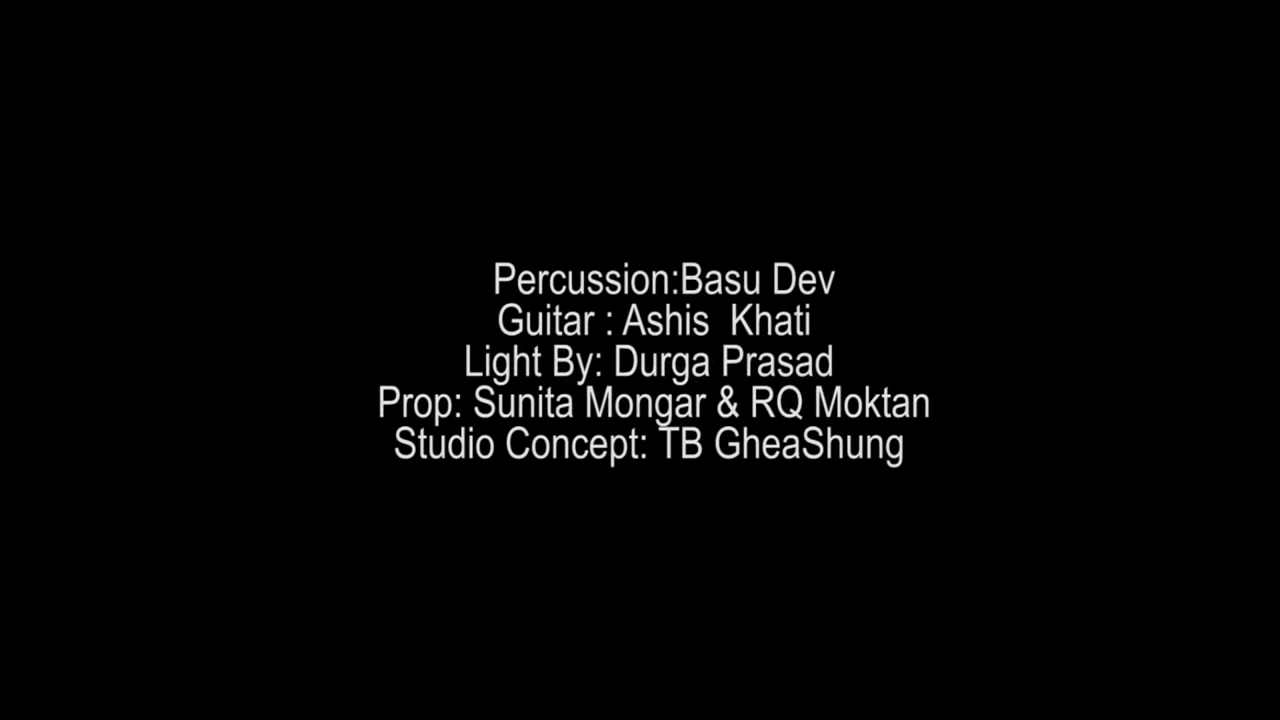 Percussion:Basu Dev
Guitar : Ashis  Khati
Light By: Durga Prasad
Prop: Sunita Mongar & RQ Moktan
Studio Concept: TB GheaShung